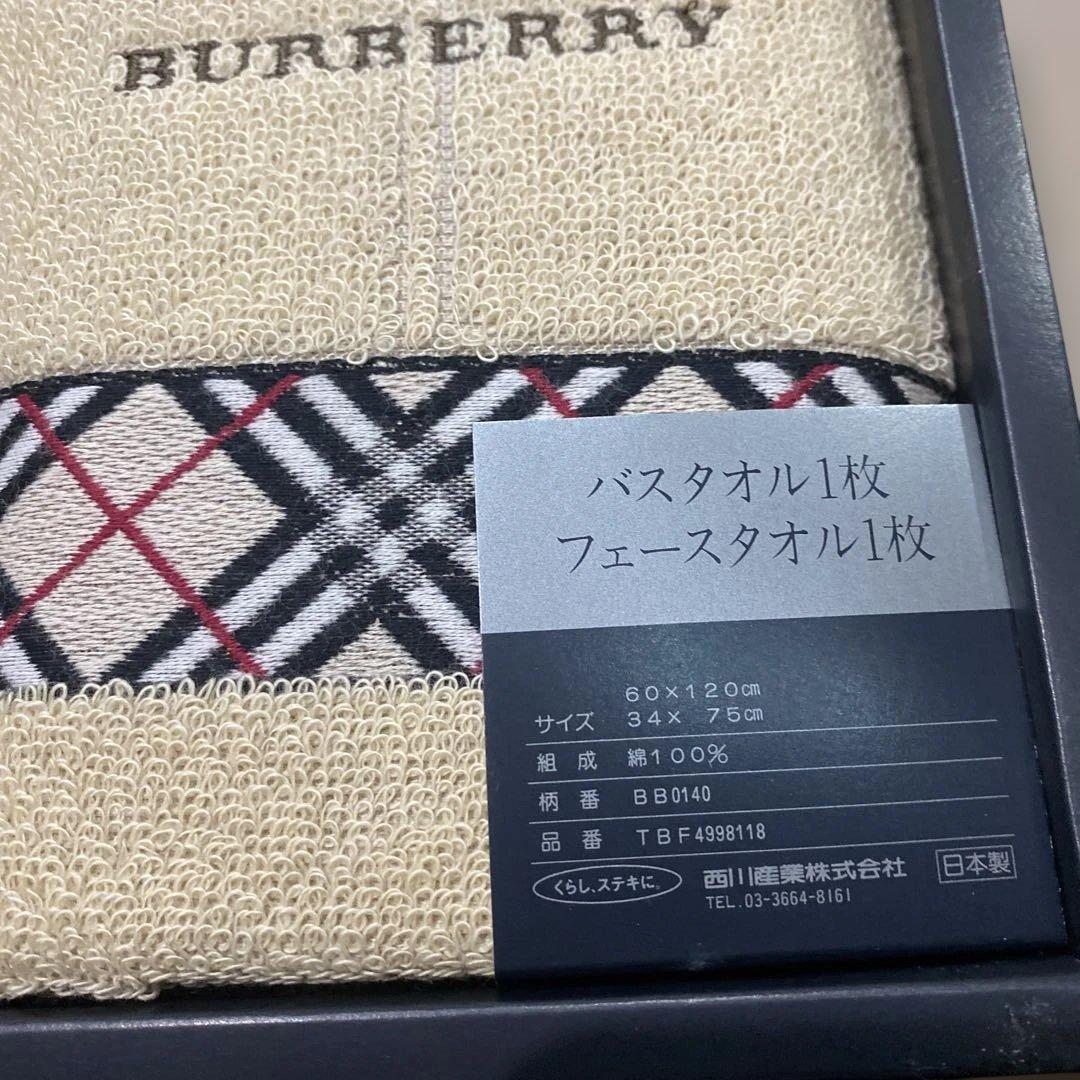 BURBERRY
バスタオル1枚
フェースタオル1枚
60×120㎝
サイズ 34× 75㎝
組成 綿100%
柄番 BB0140
品番 TBF4998118
くらし、ステキに。 西川産業株式会社 日本製
TEL.03-3664-8161